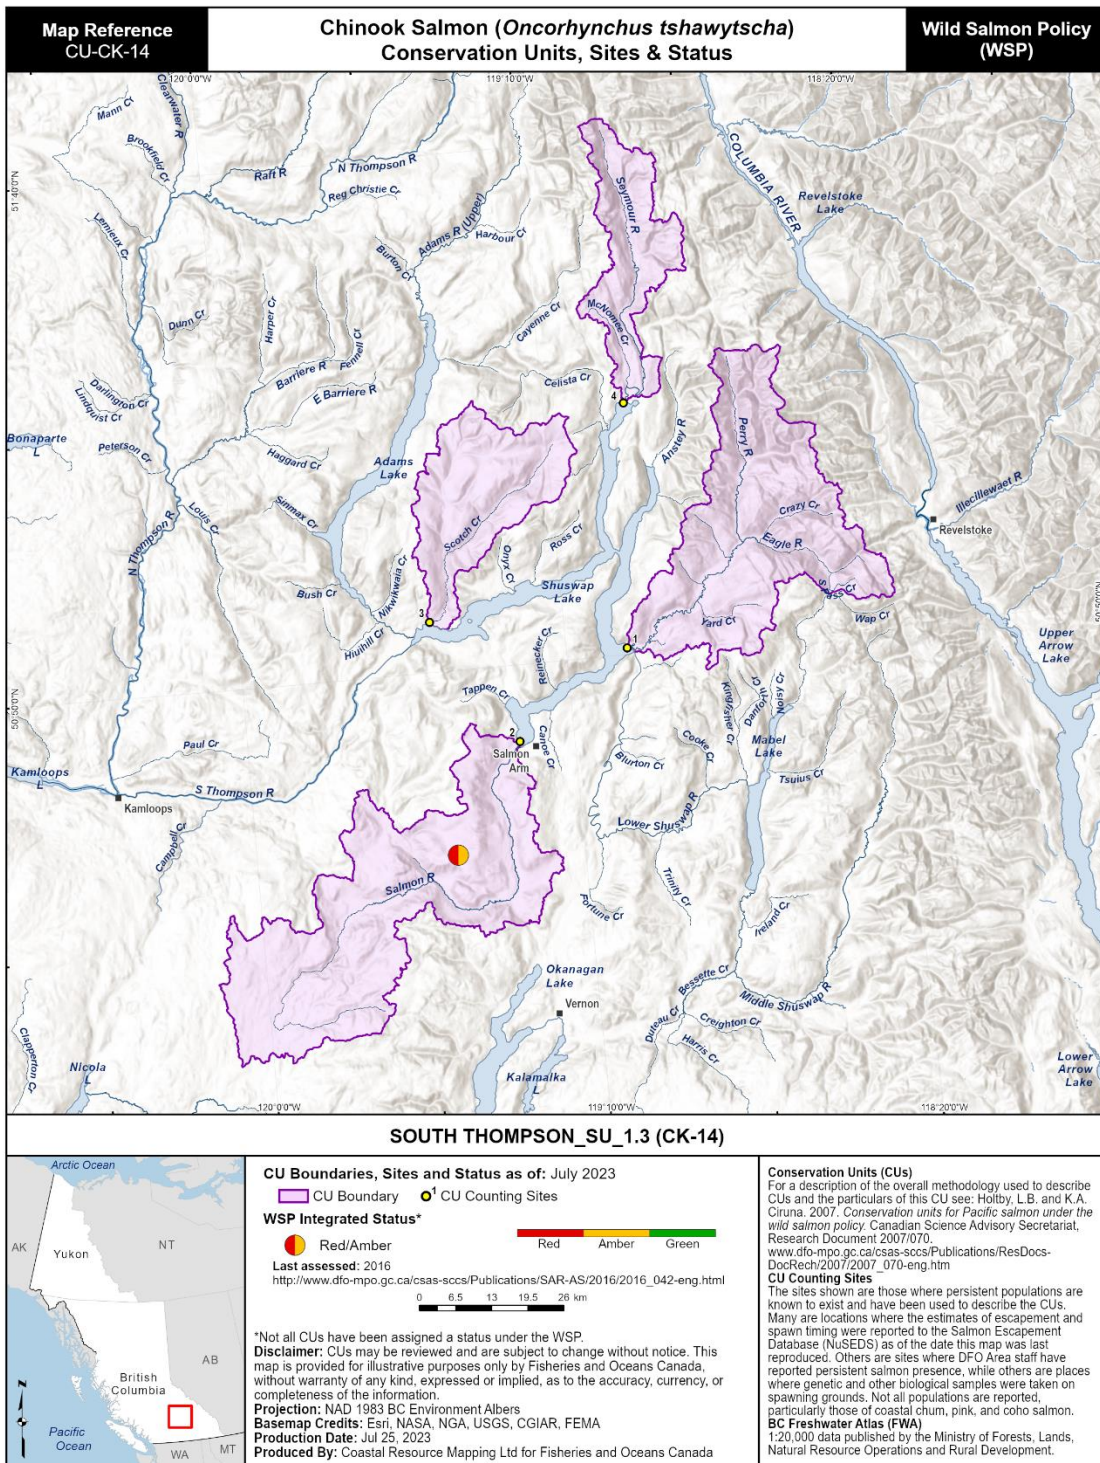 Map Reference
CU-CK-14
Chinook Salmon (Oncorhynchus tshawytscha)
Conservation Units, Sites & Status
Wild Salmon Policy
(WSP)
120°0'0"W
119°10'0"W
118°20'0"W
51°40'0"N
50°50'0"N
50°50'0"N
120°0'0"W
119°10'0"W
118°20'0"W
Clearwater R
Mann Cr
Brookfield Cr
Raft R
N Thompson R
Reg Christie Cr
Lemieux Cr
Adams R (Upper)
Harbour Cr
Burton Cr
Seymour R
COLUMBIA RIVER
Revelstoke
Lake
Dunn Cr
Harper Cr
Fennell Cr
Cayenne Cr
McNomee Cr
Barriere R
E Barriere R
Celista Cr
4
Darlington Cr
Lindquist Cr
Peterson Cr
Bonaparte
L
Haggard Cr
Adams
Lake
Anstey R
Perry R
Sinmax Cr
Louis Cr
N Thompson R
Scotch Cr
Onyx Cr
Ross Cr
Crazy Cr
Eagle R
Illecillewaet R
Revelstoke
Bush Cr
Nikwikwaia Cr
Shuswap
Lake
3
Hiuihill Cr
Reinecker Cr
1
Yard Cr
Wap Cr
Upper
Arrow
Lake
Tappen Cr
2
Salmon
Arm
Canoe Cr
Kingfisher Cr
Danforth Cr
Noisy Cr
Mabel
Lake
Cooke Cr
Blurton Cr
Tsuius Cr
Paul Cr
Kamloops
L
S Thompson R
Kamloops
Campbell Cr
Lower Shuswap R
Salmon R
Trinity Cr
Fortune Cr
Ireland Cr
Okanagan
Lake
Vernon
Bessette Cr
Middle Shuswap R
Duteau Cr
Creighton Cr
Harris Cr
Clapperton Cr
Nicola
L
Kalamalka
L
Lower
Arrow
Lake
SOUTH THOMPSON_SU_1.3 (CK-14)
Arctic Ocean
AK
Yukon
NT
British
Columbia
AB
N
Pacific
Ocean
WA
MT
CU Boundaries, Sites and Status as of: July 2023
CU Boundary
1 CU Counting Sites
WSP Integrated Status*
Red/Amber
Red
Amber
Green
Last assessed: 2016
http://www.dfo-mpo.gc.ca/csas-sccs/Publications/SAR-AS/2016/2016_042-eng.html
0 6.5 13 19.5 26 km
*Not all CUs have been assigned a status under the WSP.
Disclaimer: CUs may be reviewed and are subject to change without notice. This
map is provided for illustrative purposes only by Fisheries and Oceans Canada,
without warranty of any kind, expressed or implied, as to the accuracy, currency, or
completeness of the information.
Projection: NAD 1983 BC Environment Albers
Basemap Credits: Esri, NASA, NGA, USGS, CGIAR, FEMA
Production Date: Jul 25, 2023
Produced By: Coastal Resource Mapping Ltd for Fisheries and Oceans Canada
Conservation Units (CUs)
For a description of the overall methodology used to describe
CUs and the particulars of this CU see: Holtby, L.B. and K.A.
Ciruna. 2007. Conservation units for Pacific salmon under the
wild salmon policy. Canadian Science Advisory Secretariat,
Research Document 2007/070.
www.dfo-mpo.gc.ca/csas-sccs/Publications/ResDocs-
DocRech/2007/2007_070-eng.htm
CU Counting Sites
The sites shown are those where persistent populations are
known to exist and have been used to describe the CUs.
Many are locations where the estimates of escapement and
spawn timing were reported to the Salmon Escapement
Database (NuSEDS) as of the date this map was last
reproduced. Others are sites where DFO Area staff have
reported persistent salmon presence, while others are places
where genetic and other biological samples were taken on
spawning grounds. Not all populations are reported,
particularly those of coastal chum, pink, and coho salmon.
BC Freshwater Atlas (FWA)
1:20,000 data published by the Ministry of Forests, Lands,
Natural Resource Operations and Rural Development.